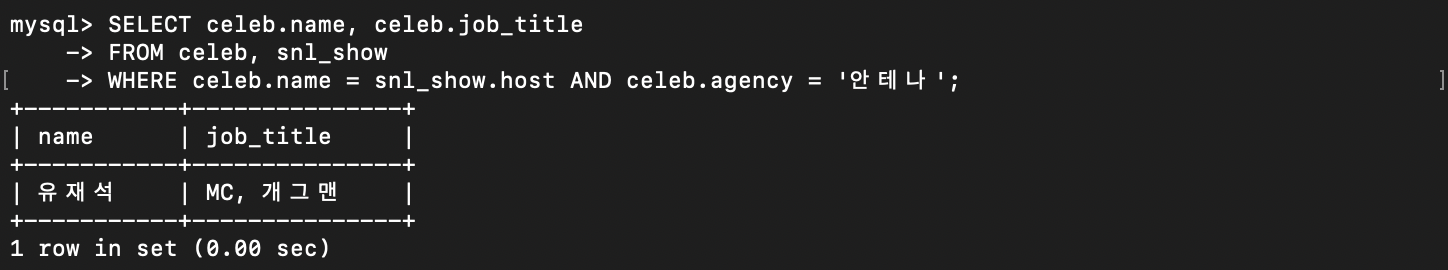 mysql> SELECT celeb.name, celeb.job_title
    -> FROM celeb, snl_show
[    -> WHERE celeb.name = snl_show.host AND celeb.agency = '안테나'; ]
+-----------+---------------+
| name      | job_title     |
+-----------+---------------+
| 유재석    | MC, 개그맨    |
+-----------+---------------+
1 row in set (0.00 sec)